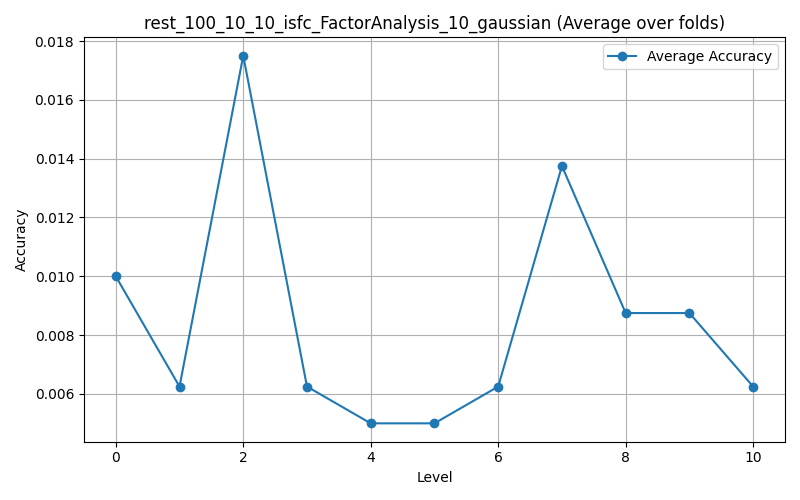 rest_100_10_10_isfc_FactorAnalysis_10_gaussian (Average over folds)
Average Accuracy
Accuracy
0.018
0.016
0.014
0.012
0.010
0.008
0.006
0 2 4 6 8 10
Level